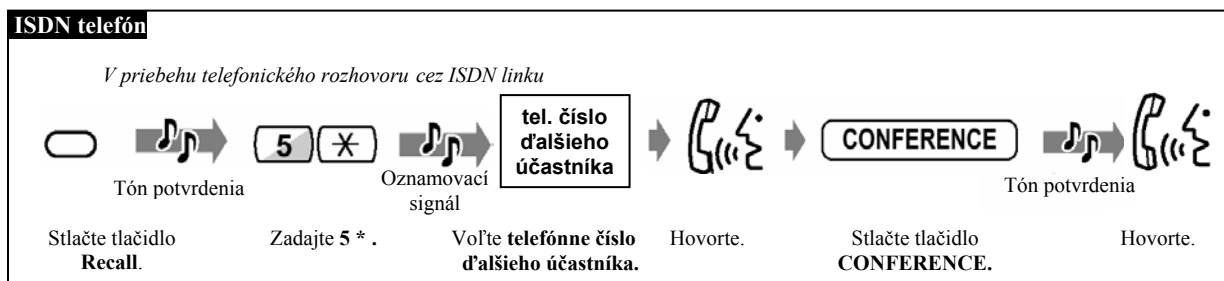 ISDN telefón
V priebehu telefonického rozhovoru cez ISDN linku
5 *
tel. číslo
ďalšieho
účastníka
CONFERENCE
Tón potvrdenia
Oznamovací
signál
Tón potvrdenia
Stlačte tlačidlo
Recall.
Zadajte 5 * .
Voľte telefónne číslo
ďalšieho účastníka.
Hovorte.
Stlačte tlačidlo
CONFERENCE.
Hovorte.